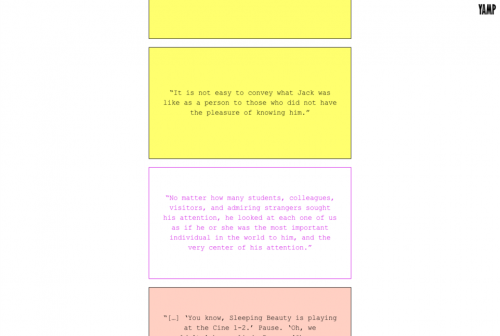 YAMP
“It is not easy to convey what Jack was
like as a person to those who did not have
the pleasure of knowing him.”
“No matter how many students, colleagues,
visitors, and admiring strangers sought
his attention, he looked at each one of us
as if he or she was the most important
individual in the world to him, and the
very center of his attention.”
“[…] 'You know, Sleeping Beauty is playing
at the Cine 1-2.’ Pause. ‘Oh, we